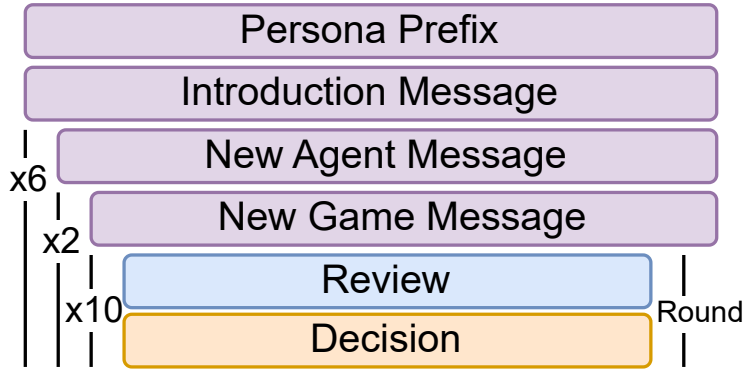 Persona Prefix
Introduction Message
New Agent Message
x6
New Game Message
x2
Review
x10
Round
Decision